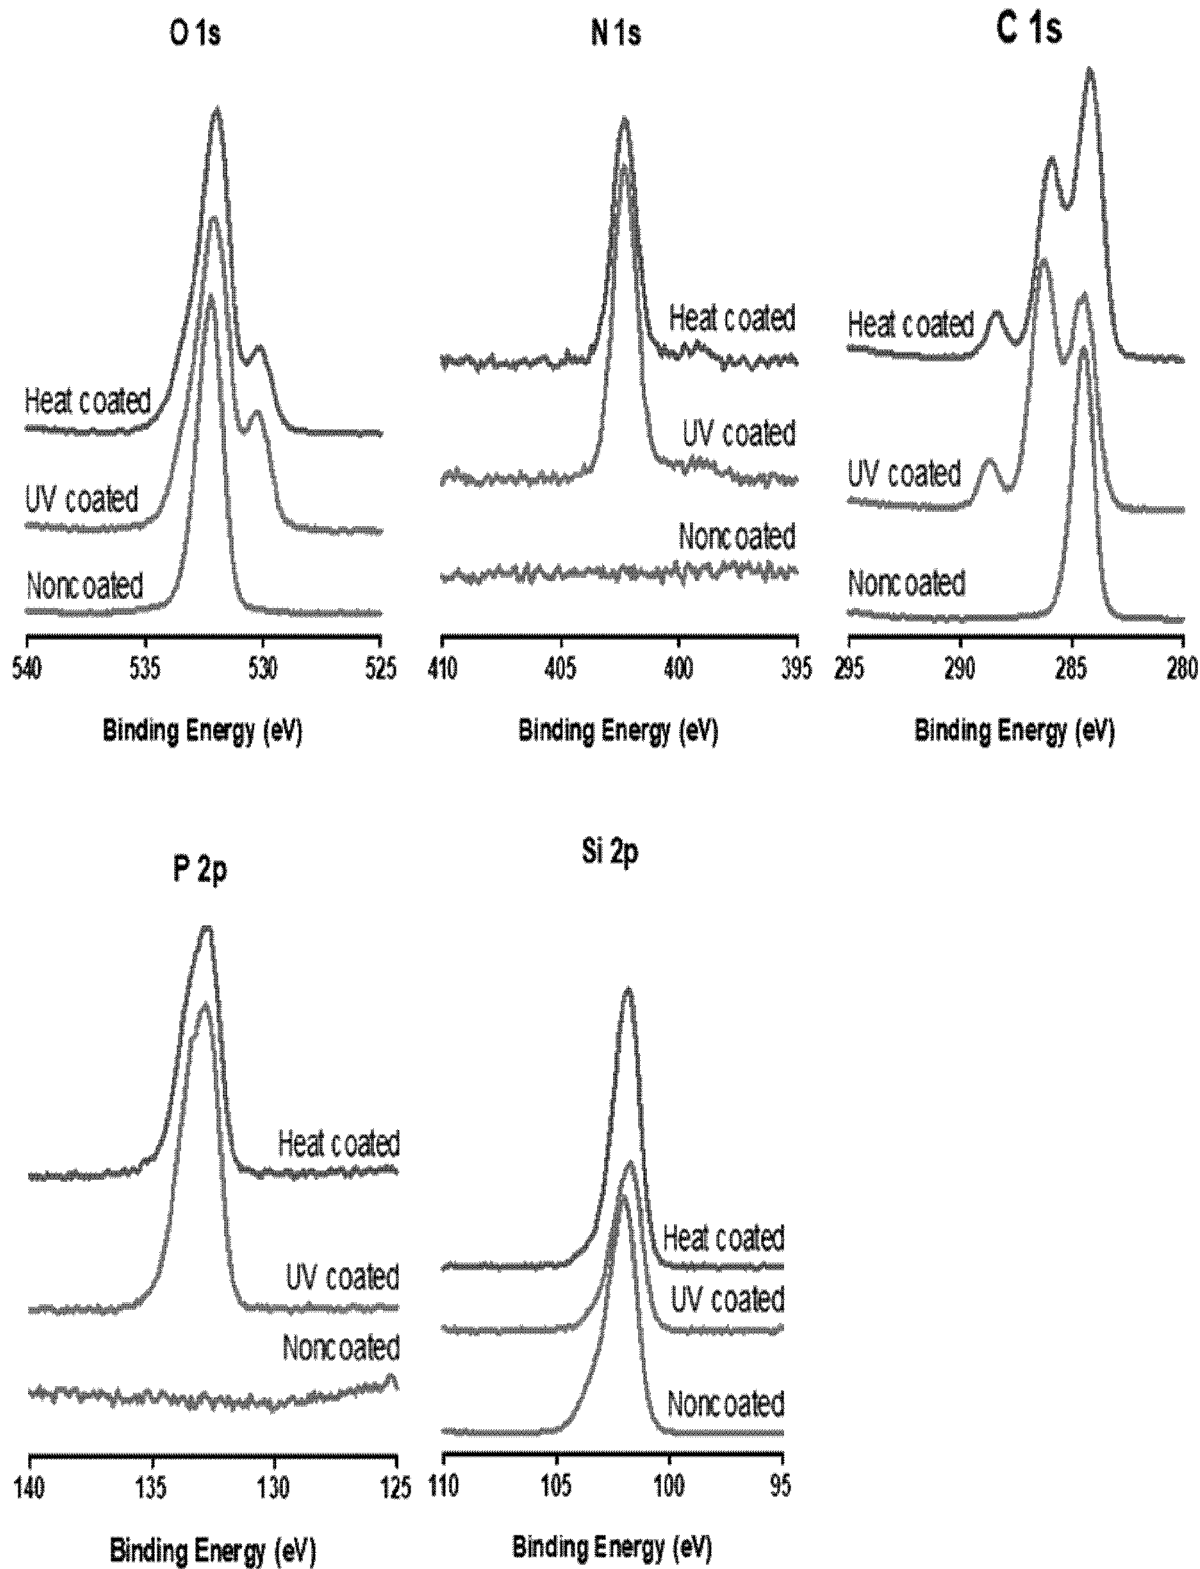 O 1s
Heat coated
UV coated
Noncoated
540 535 530 525
Binding Energy (eV)
N 1s
Heat coated
UV coated
Noncoated
410 405 400 395
Binding Energy (eV)
C 1s
Heat coated
UV coated
Noncoated
295 290 285 280
Binding Energy (eV)
P 2p
Heat coated
UV coated
Noncoated
140 135 130 125
Binding Energy (eV)
Si 2p
Heat coated
UV coated
Noncoated
110 105 100 95
Binding Energy (eV)